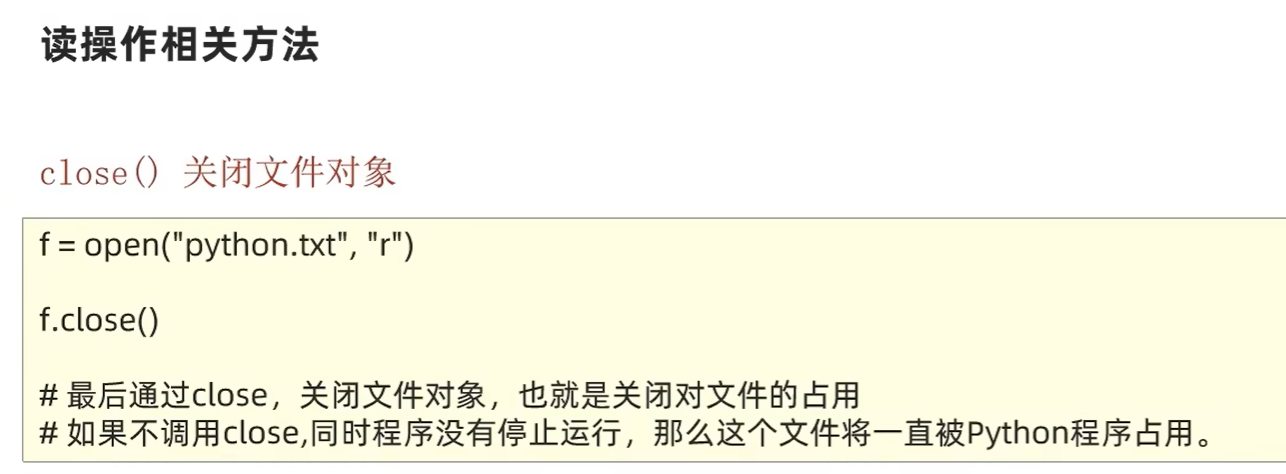 读操作相关方法
close() 关闭文件对象
f = open("python.txt", "r")
f.close()
# 最后通过close，关闭文件对象，也就是关闭对文件的占用
# 如果不调用close,同时程序没有停止运行，那么这个文件将一直被Python程序占用。